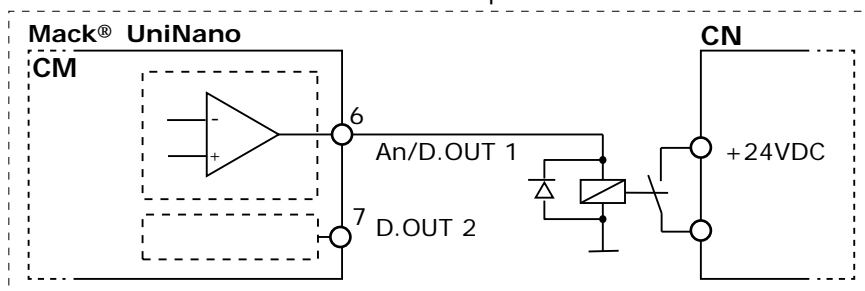 Mack® UniNano
CN
CM
-
+
6
An/D.OUT 1
+24VDC
7
D.OUT 2